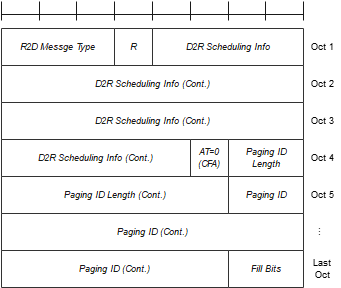 R2D Messge Type R D2R Scheduling Info Oct 1
D2R Scheduling Info (Cont.) Oct 2
D2R Scheduling Info (Cont.) Oct 3
D2R Scheduling Info (Cont.) AT=0 (CFA) Paging ID Length Oct 4
Paging ID Length (Cont.) Paging ID Oct 5
Paging ID (Cont.) ⋮
Paging ID (Cont.) Fill Bits Last Oct